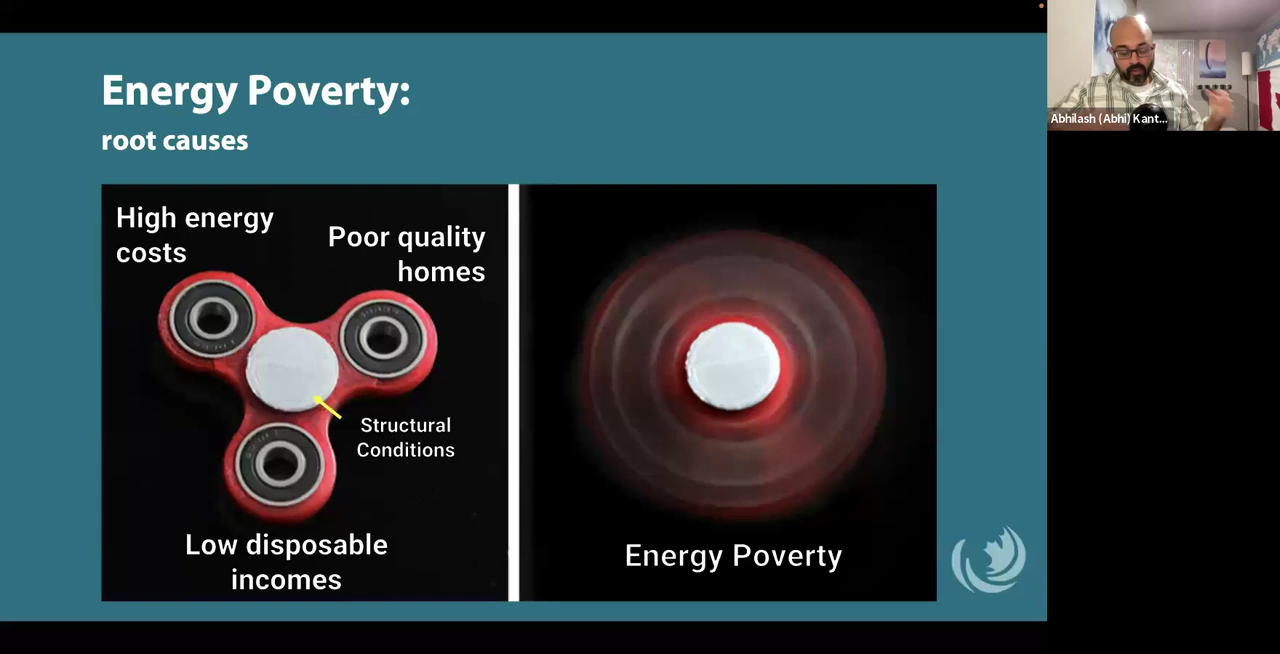 Energy Poverty:
root causes
High energy
costs
Poor quality
homes
Structural
Conditions
Low disposable
incomes
Energy Poverty
Abhilash (Abhi) Kant...